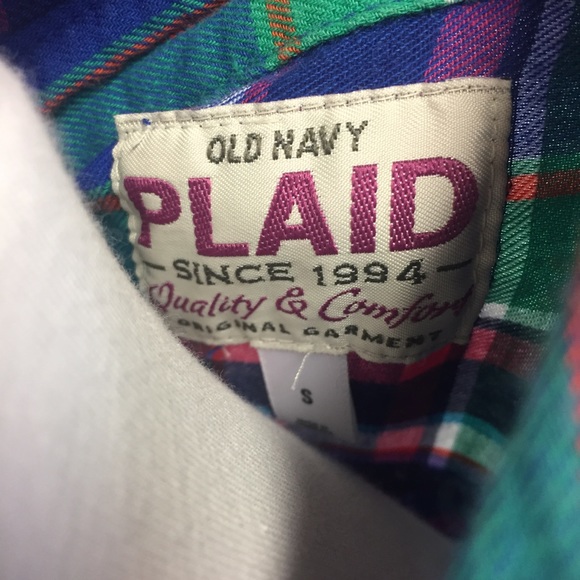 OLD NAVY
PLAID
SINCE 1994
Quality & Comfort
ORIGINAL GARMENT
S